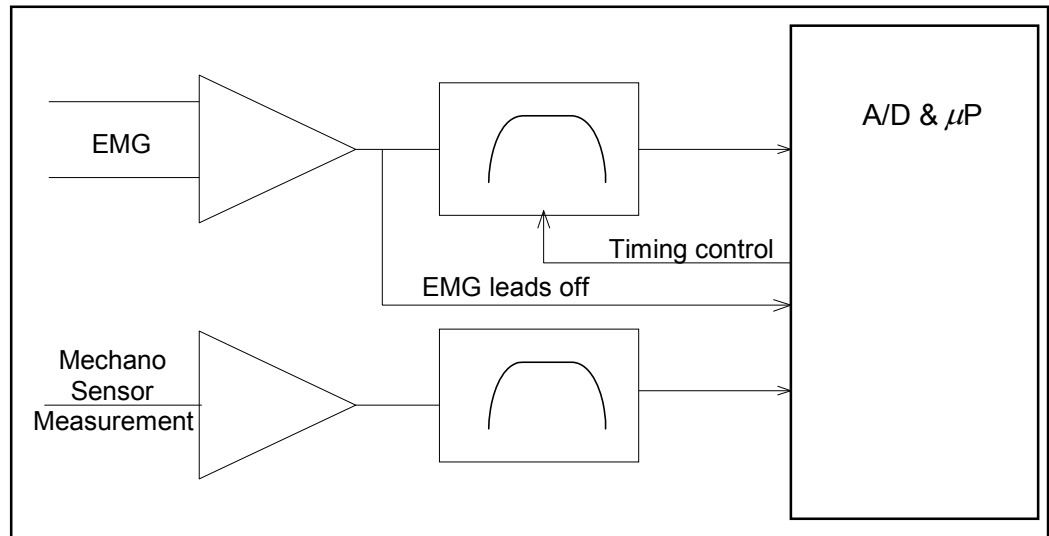 EMG
A/D & μP
Timing control
EMG leads off
Mechano
Sensor
Measurement